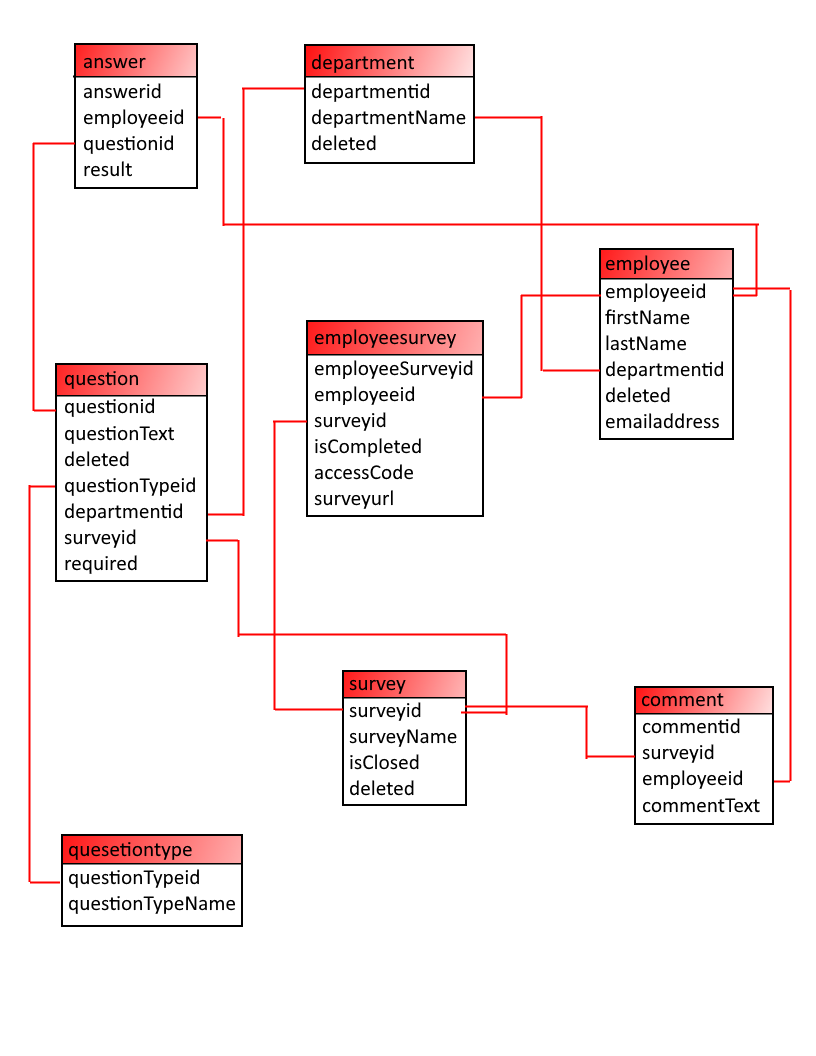 answer
answerid
employeeid
questionid
result
department
departmentid
departmentName
deleted
employee
employeeid
firstName
lastName
departmentid
deleted
emailaddress
employeesurvey
employeeSurveyid
employeeid
surveyid
isCompleted
accessCode
surveyurl
question
questionid
questionText
deleted
questionTypeid
departmentid
surveyid
required
survey
surveyid
surveyName
isClosed
deleted
comment
commentid
surveyid
employeeid
commentText
quesetiontype
questionTypeid
questionTypeName